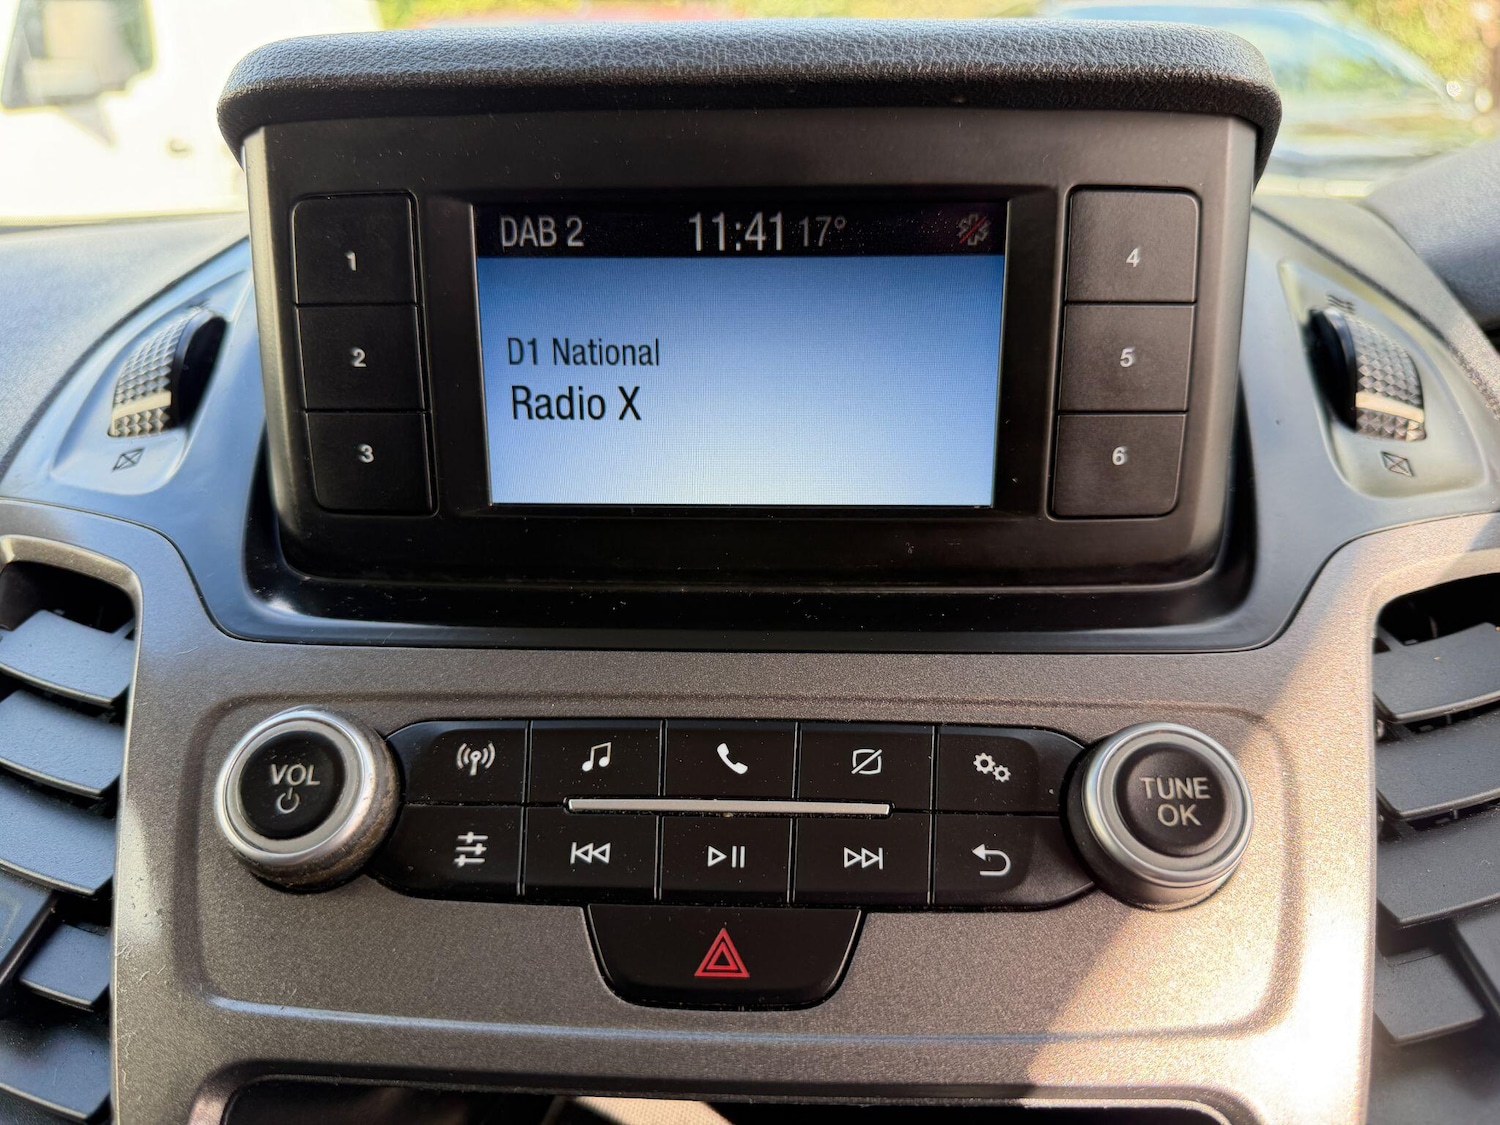 DAB 2 11:41 17°
1
4
D1 National
2
5
Radio X
3
6
VOL
TUNE
OK